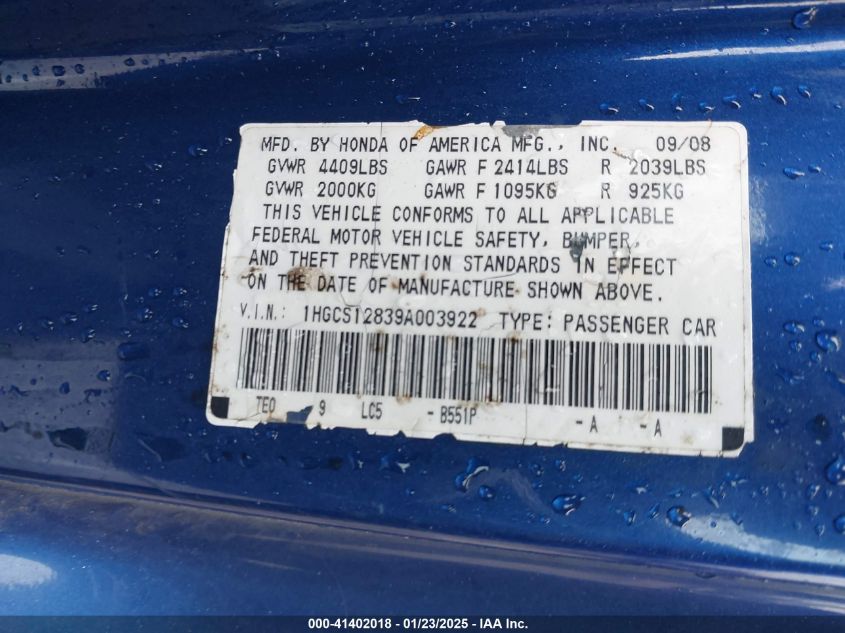 MFD. BY HONDA OF AMERICA MFG., INC. 09/08
GVWR 4409LBS GAWR F 2414LBS R 2039LBS
GVWR 2000KG GAWR F 1095KG R 925KG
THIS VEHICLE CONFORMS TO ALL APPLICABLE
FEDERAL MOTOR VEHICLE SAFETY, BUMPER,
AND THEFT PREVENTION STANDARDS IN EFFECT
ON THE DATE OF MANUFACTURE SHOWN ABOVE.
V.I.N.: 1HGCS12839A003922 TYPE: PASSENGER CAR
TE0 9 LC5 - B551P - A - A
000-41402018 - 01/23/2025 - IAA Inc.